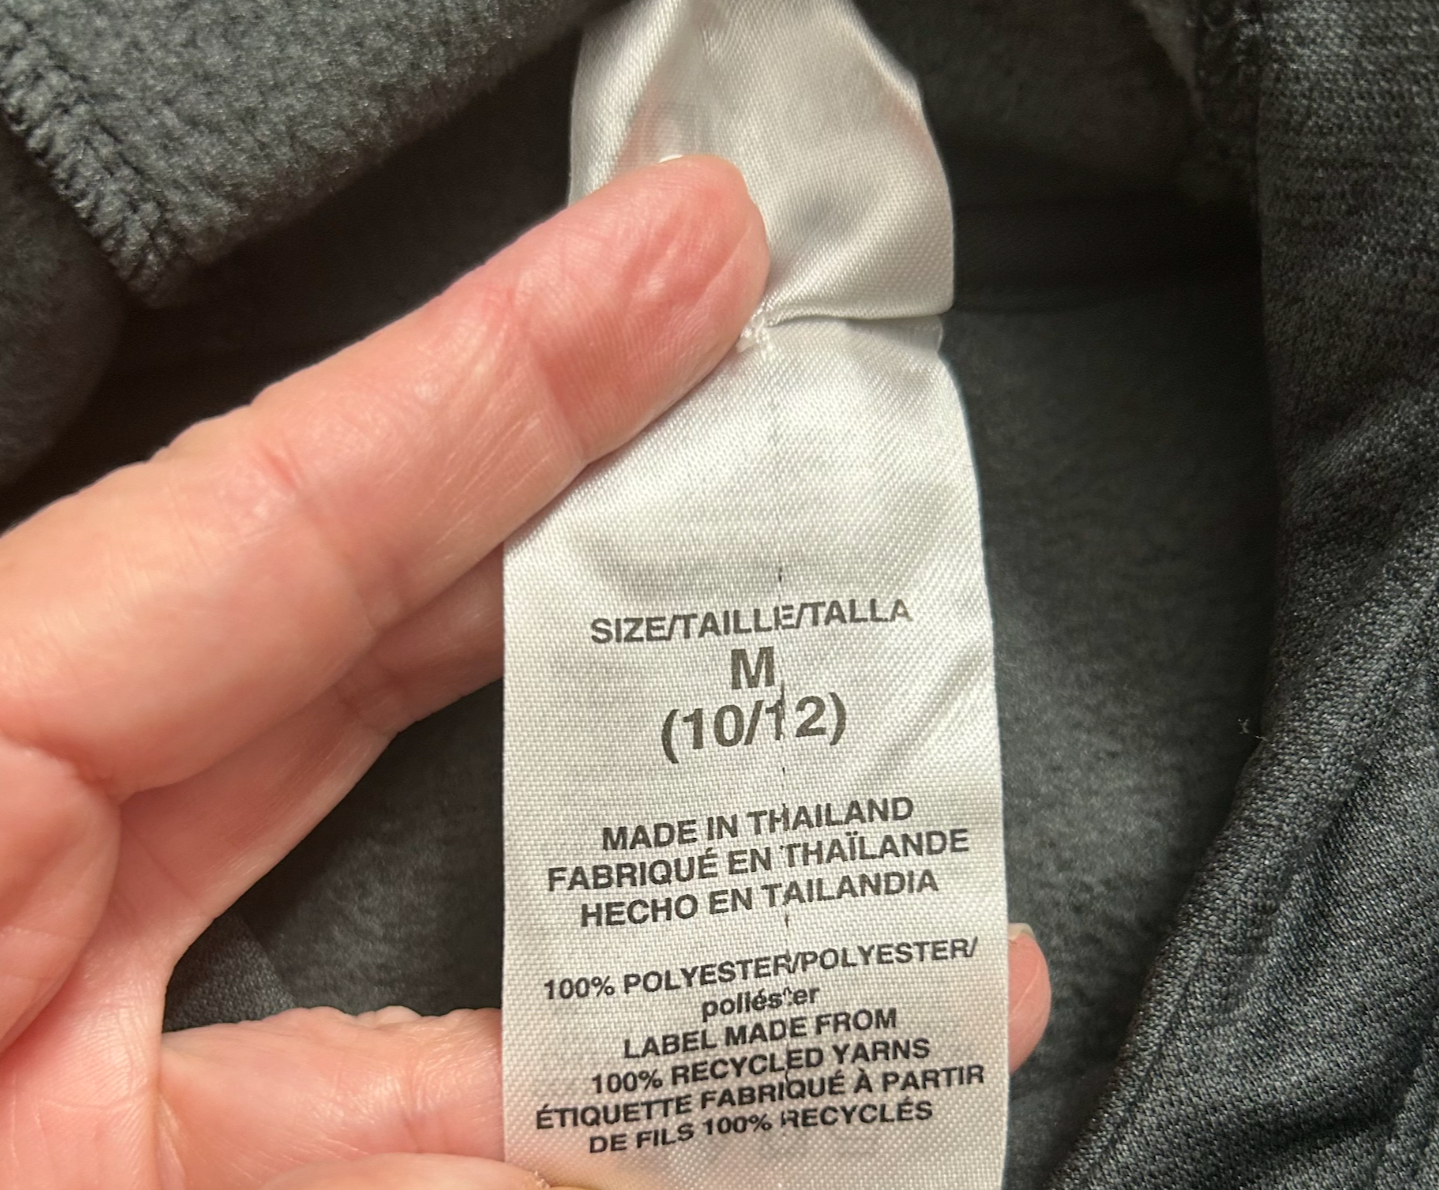 SIZE/TAILLE/TALLA
M
(10/12)
MADE IN THAILAND
FABRIQUÉ EN THAÏLANDE
HECHO EN TAILANDIA
100% POLYESTER/POLYESTER/
poliéster
LABEL MADE FROM
100% RECYCLED YARNS
ÉTIQUETTE FABRIQUÉ À PARTIR
DE FILS 100% RECYCLÉS